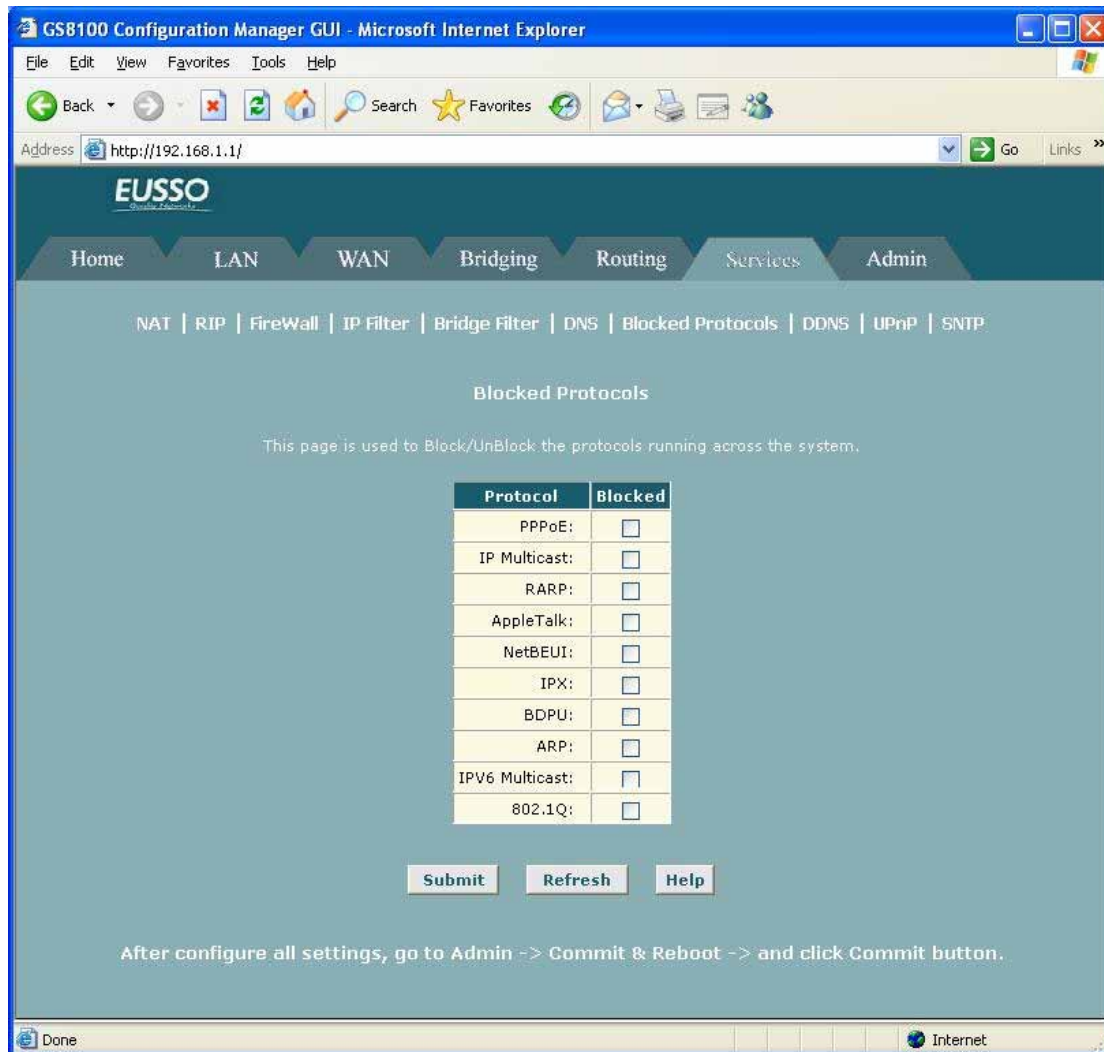 GS8100 Configuration Manager GUI - Microsoft Internet Explorer
File Edit View Favorites Tools Help
Back Search Favorites
Address http://192.168.1.1/ Go Links »
EUSSO
Quality Networks
Home LAN WAN Bridging Routing Services Admin
NAT | RIP | FireWall | IP Filter | Bridge Filter | DNS | Blocked Protocols | DDNS | UPnP | SNTP
Blocked Protocols
This page is used to Block/UnBlock the protocols running across the system.
Protocol Blocked
PPPoE:
IP Multicast:
RARP:
AppleTalk:
NetBEUI:
IPX:
BDPU:
ARP:
IPV6 Multicast:
802.1Q:
Submit Refresh Help
After configure all settings, go to Admin -> Commit & Reboot -> and click Commit button.
Done Internet